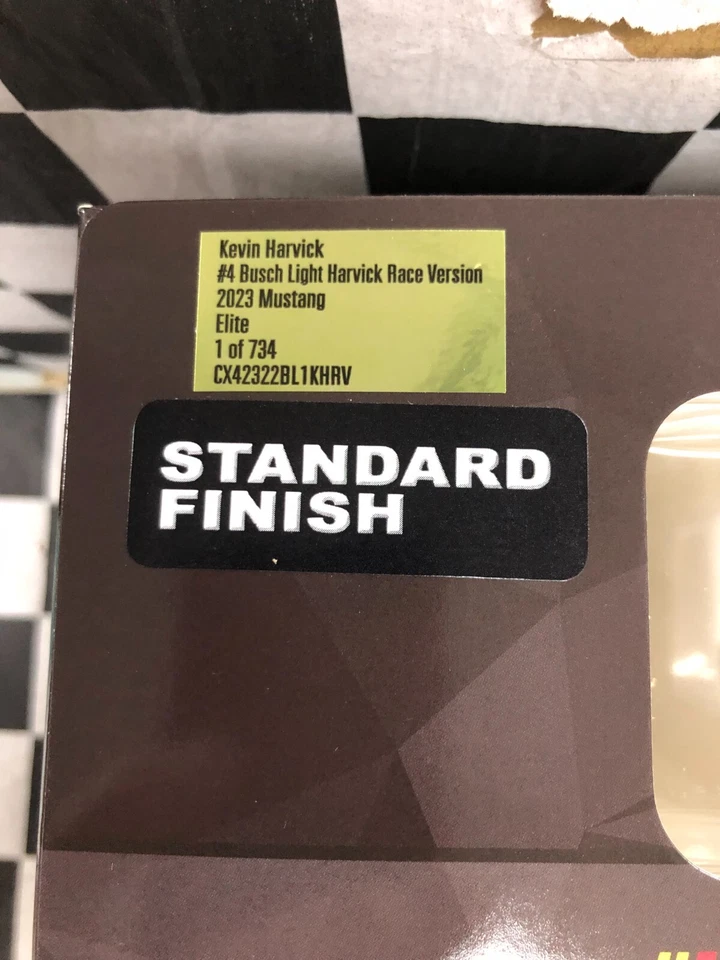 Kevin Harvick
#4 Busch Light Harvick Race Version
2023 Mustang
Elite
1 of 734
CX42322BL1KHRV
STANDARD
FINISH